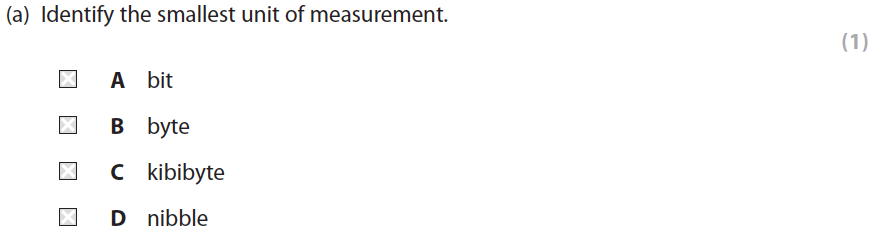 (a) Identify the smallest unit of measurement.
(1)
A bit
B byte
C kibibyte
D nibble